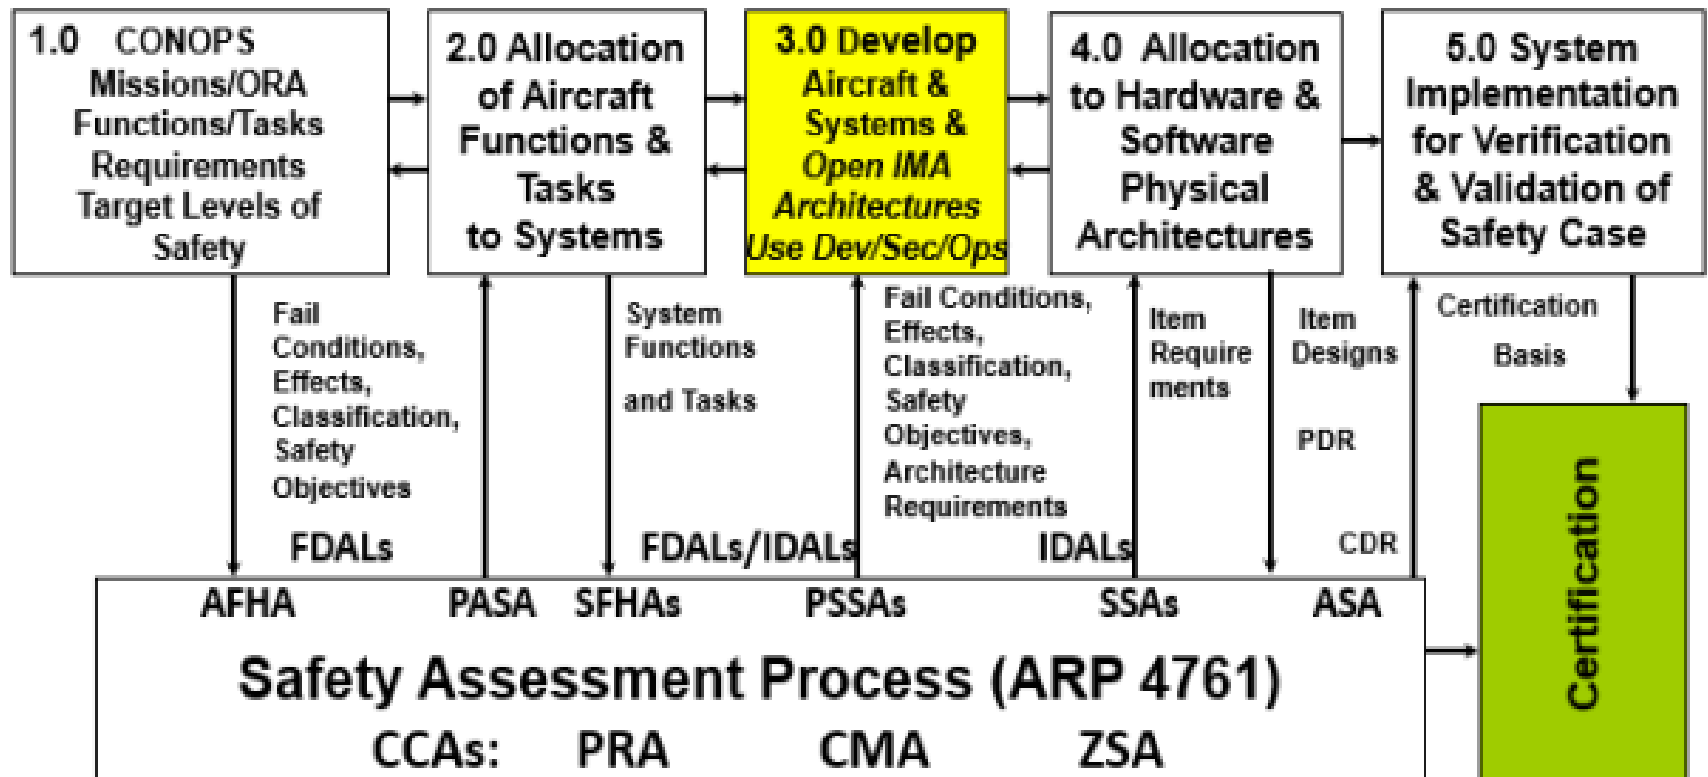 1.0 CONOPS
Missions/ORA
Functions/Tasks
Requirements
Target Levels of
Safety
2.0 Allocation
of Aircraft
Functions &
Tasks
to Systems
3.0 Develop
Aircraft &
Systems &
Open IMA
Architectures
Use Dev/Sec/Ops
4.0 Allocation
to Hardware &
Software
Physical
Architectures
5.0 System
Implementation
for Verification
& Validation of
Safety Case
Fail
Conditions,
Effects,
Classification,
Safety
Objectives
FDALs
System
Functions
and Tasks
FDALs/IDALs
Fail Conditions,
Effects,
Classification,
Safety
Objectives,
Architecture
Requirements
IDALs
Item
Require
ments
Item
Designs
PDR
CDR
Certification
Basis
AFHA PASA SFHAs PSSAs SSAs ASA
Safety Assessment Process (ARP 4761)
CCAs: PRA CMA ZSA
Certification